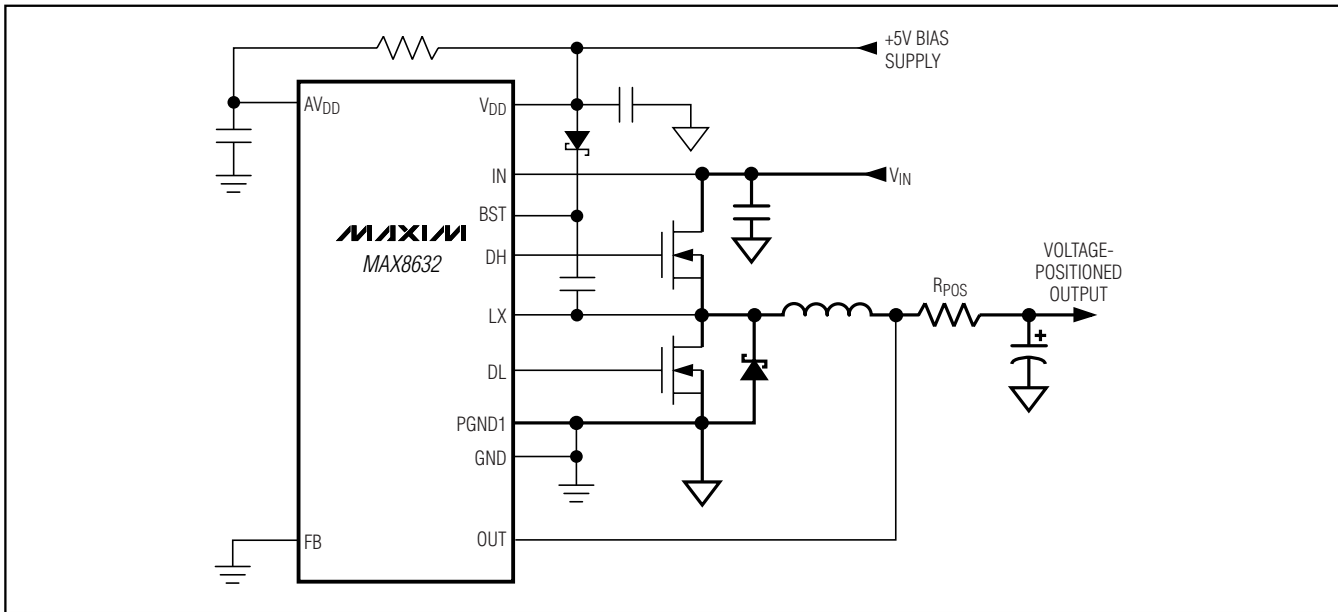 +5V BIAS
SUPPLY
AVDD
VDD
IN
VIN
BST
MAXIM
MAX8632
DH
VOLTAGE-
POSITIONED
OUTPUT
RPOS
LX
+
DL
PGND1
GND
FB
OUT